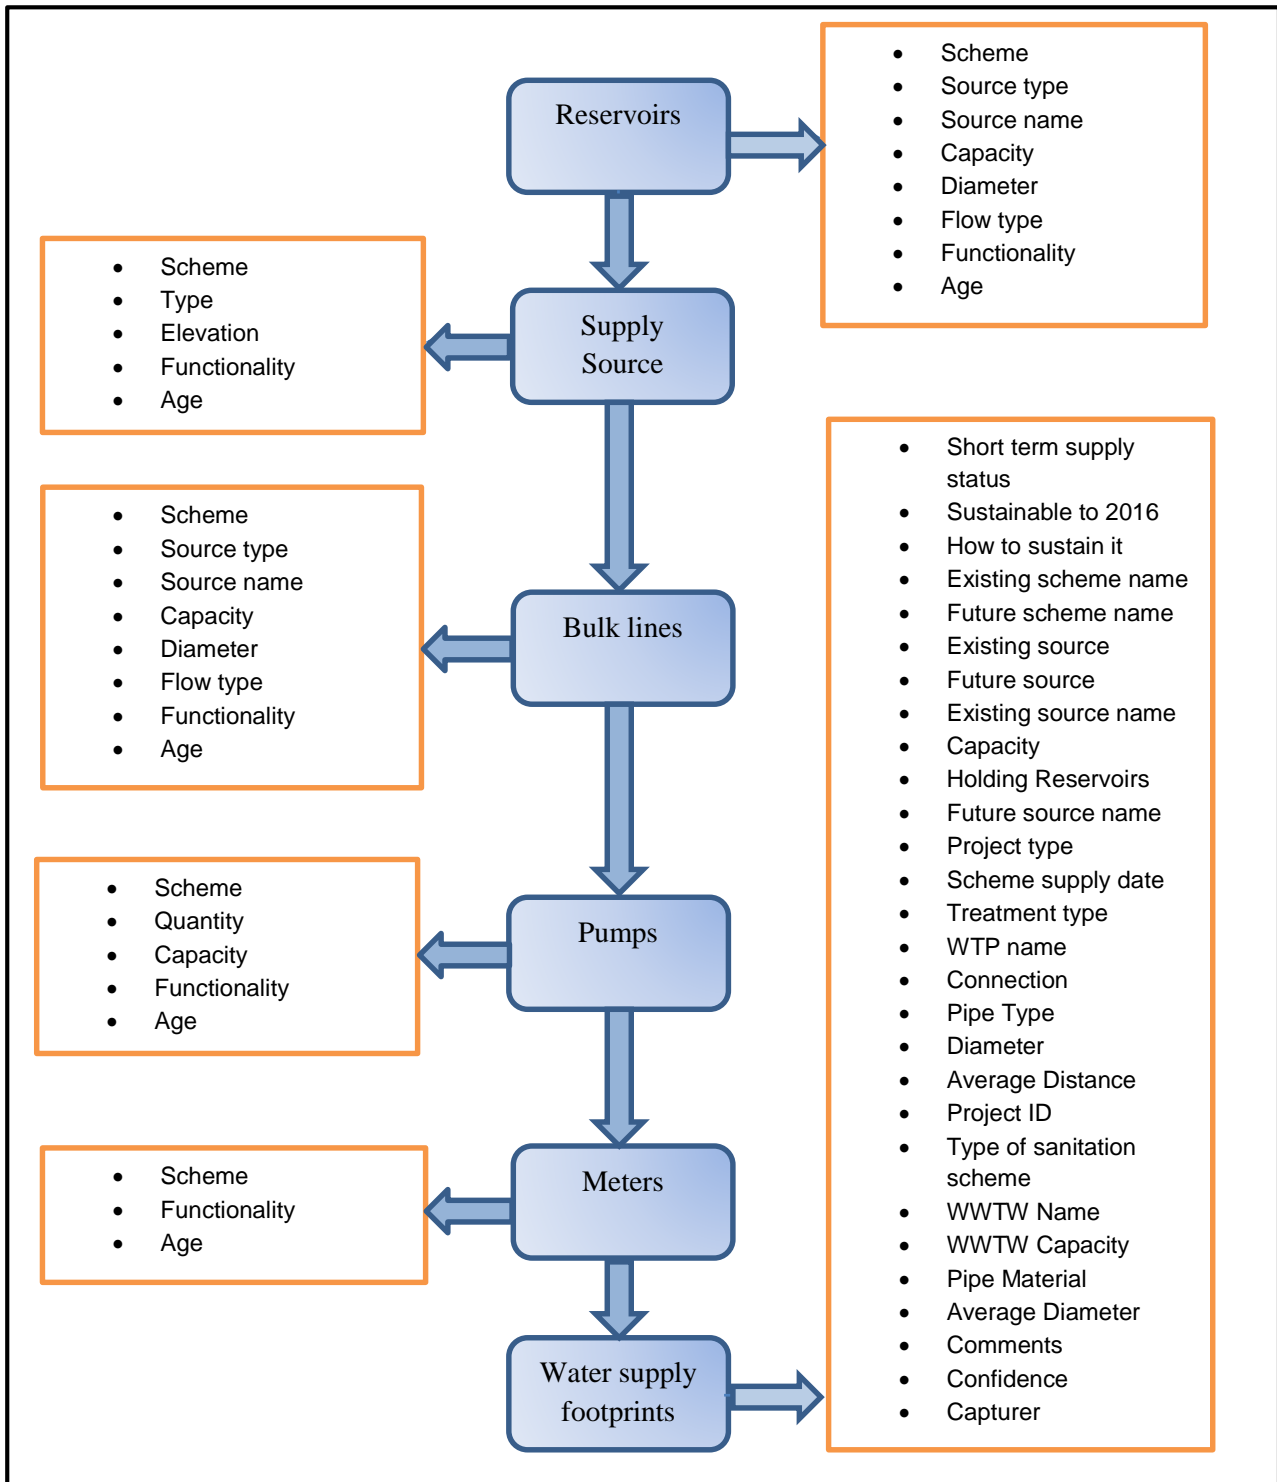 Reservoirs
• Scheme
• Source type
• Source name
• Capacity
• Diameter
• Flow type
• Functionality
• Age
Supply
Source
• Scheme
• Type
• Elevation
• Functionality
• Age
Bulk lines
• Scheme
• Source type
• Source name
• Capacity
• Diameter
• Flow type
• Functionality
• Age
Pumps
• Scheme
• Quantity
• Capacity
• Functionality
• Age
Meters
• Scheme
• Functionality
• Age
Water supply
footprints
• Short term supply
status
• Sustainable to 2016
• How to sustain it
• Existing scheme name
• Future scheme name
• Existing source
• Future source
• Existing source name
• Capacity
• Holding Reservoirs
• Future source name
• Project type
• Scheme supply date
• Treatment type
• WTP name
• Connection
• Pipe Type
• Diameter
• Average Distance
• Project ID
• Type of sanitation
scheme
• WWTW Name
• WWTW Capacity
• Pipe Material
• Average Diameter
• Comments
• Confidence
• Capturer